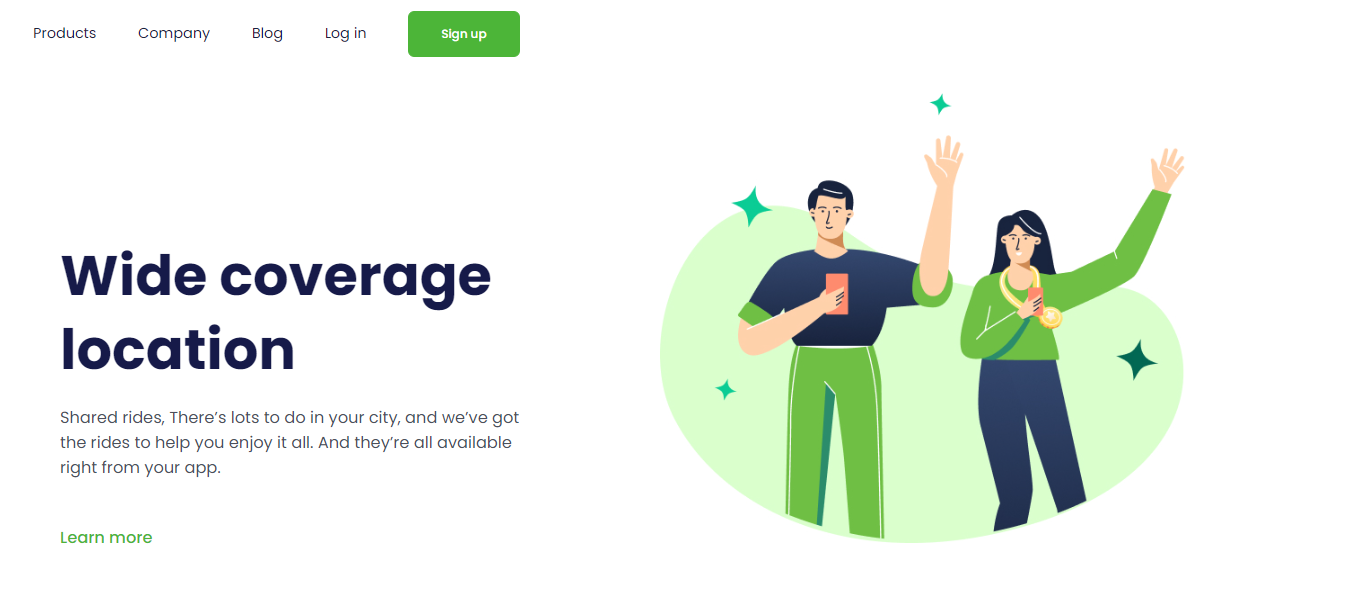 Products Company Blog Log in Sign up
Wide coverage
location
Shared rides, There’s lots to do in your city, and we’ve got
the rides to help you enjoy it all. And they’re all available
right from your app.
Learn more